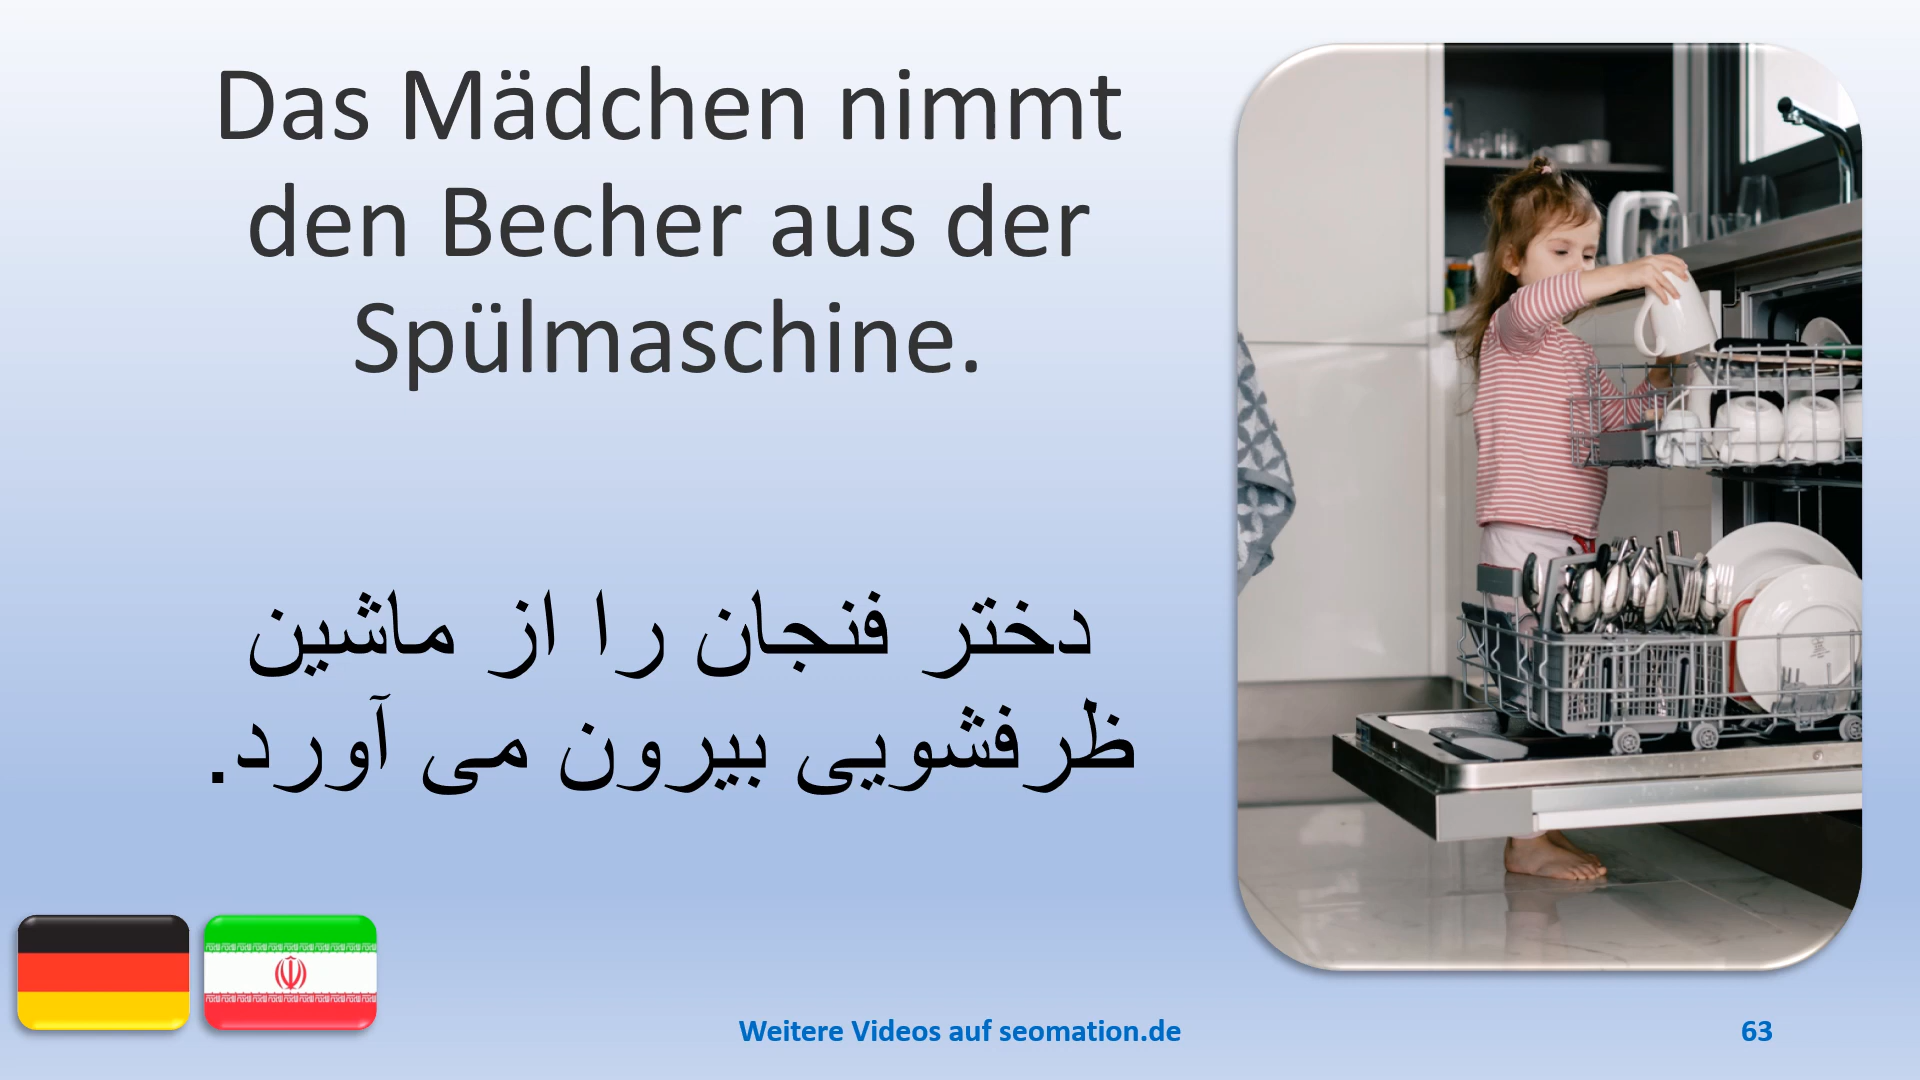 Das Mädchen nimmt
den Becher aus der
Spülmaschine.
دختر فنجان را از ماشین
ظرفشویی بیرون می آورد.
Weitere Videos auf seomation.de
63